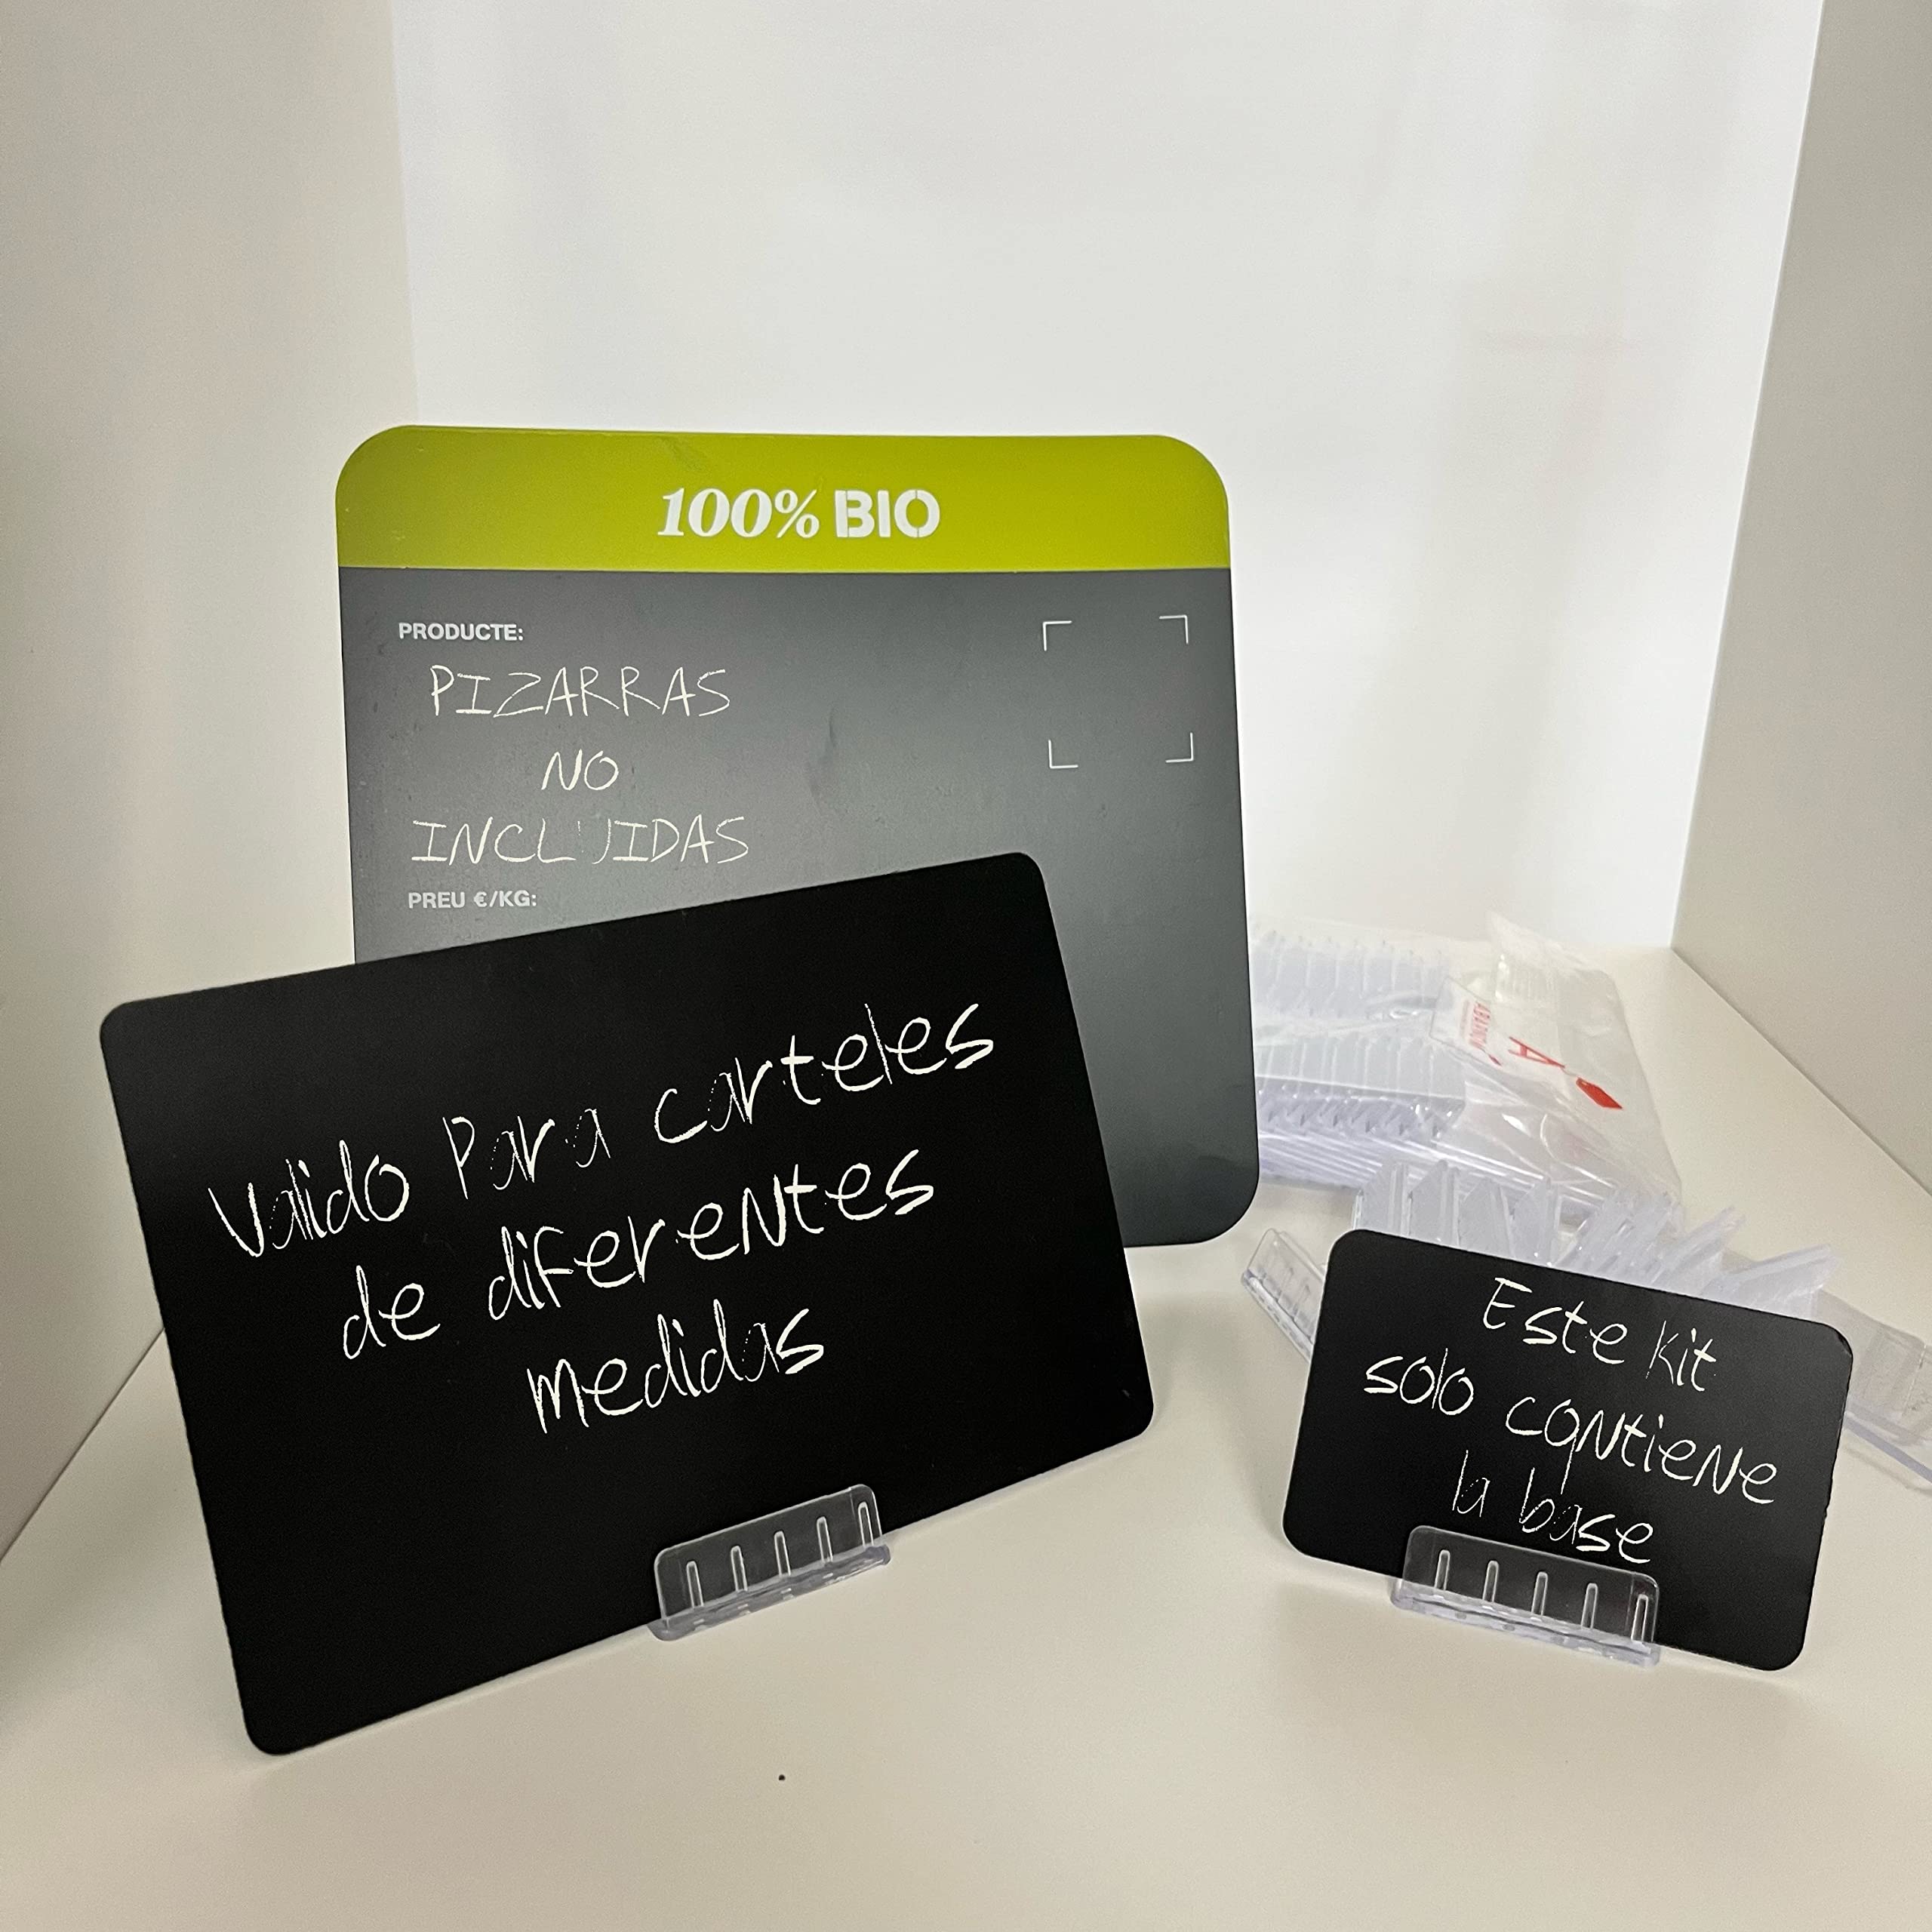 100% BIO
PRODUCTE:
PIZARRAS
NO
INCLUIDAS
PREU €/KG:
Valido Para carteles
de diferentes
medidas
Este Kit
solo contiene
la base